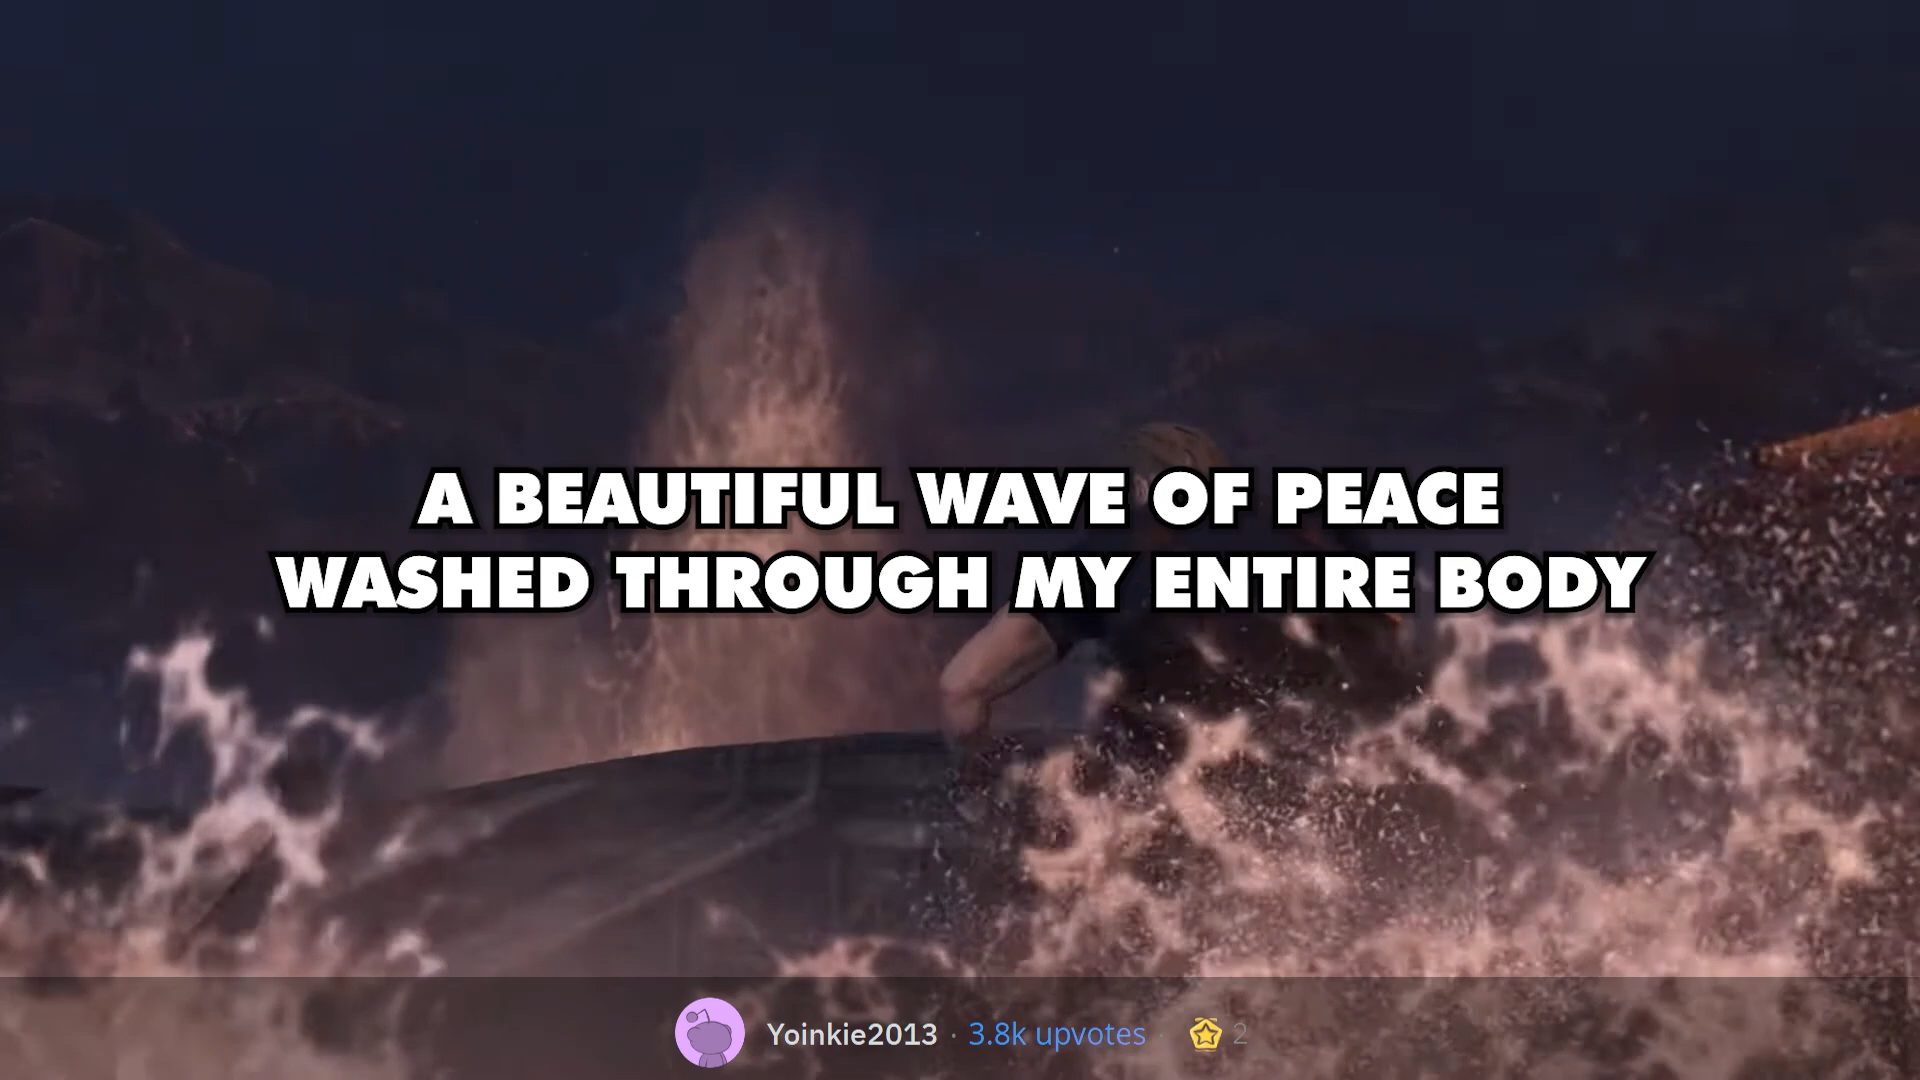 A BEAUTIFUL WAVE OF PEACE
WASHED THROUGH MY ENTIRE BODY
Yoinkie2013 · 3.8k upvotes · 2